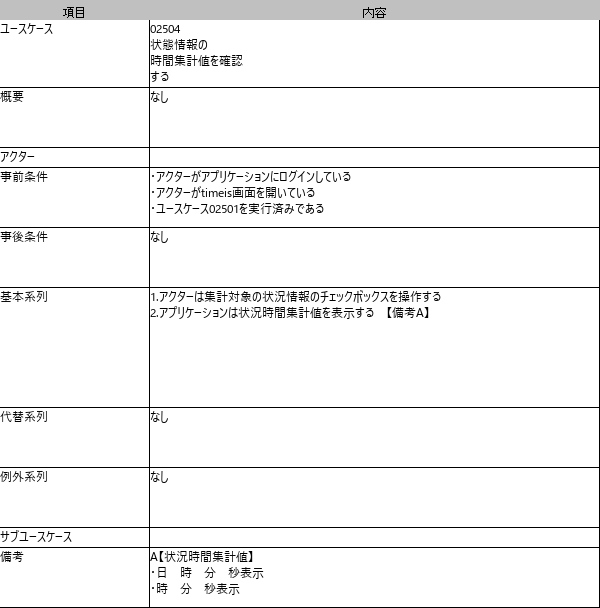 項目 内容
ユースケース 02504
状態情報の
時間集計値を確認
する
概要 なし
アクター
事前条件 ・アクターがアプリケーションにログインしている
・アクターがtimeis画面を開いている
・ユースケース02501を実行済みである
事後条件 なし
基本系列 1.アクターは集計対象の状況情報のチェックボックスを操作する
2.アプリケーションは状況時間集計値を表示する 【備考A】
代替系列 なし
例外系列 なし
サブユースケース
備考 A【状況時間集計値】
・日 時 分 秒表示
・時 分 秒表示